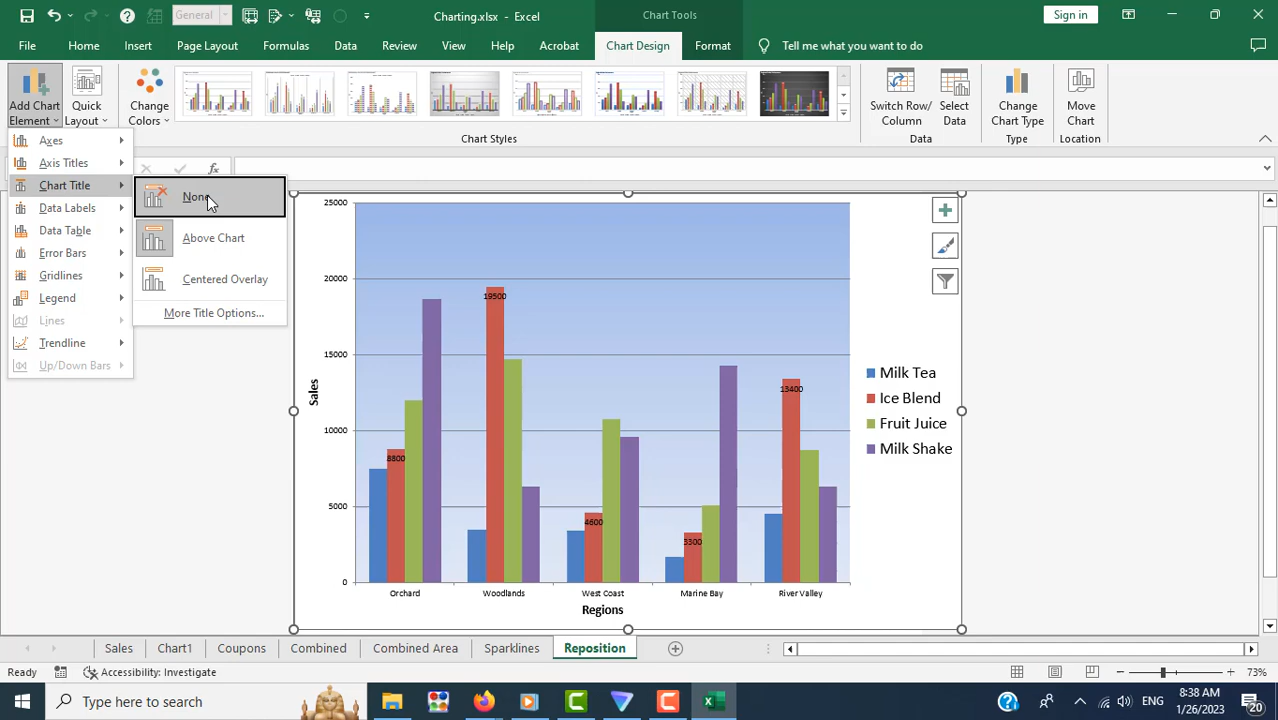 General
Charting.xlsx - Excel
Chart Tools
Sign in
File
Home
Insert
Page Layout
Formulas
Data
Review
View
Help
Acrobat
Chart Design
Format
Tell me what you want to do
Add Chart
Element
Quick
Layout
Change
Colors
Switch Row/
Column
Select
Data
Change
Chart Type
Move
Chart
Chart Styles
Data
Type
Location
fx
Axes
Axis Titles
Chart Title
Data Labels
Data Table
Error Bars
Gridlines
Legend
Lines
Trendline
Up/Down Bars
None
Above Chart
Centered Overlay
More Title Options...
25000
20000
15000
10000
5000
0
Sales
8800
19500
4600
3300
13400
Orchard
Woodlands
West Coast
Marine Bay
River Valley
Regions
Milk Tea
Ice Blend
Fruit Juice
Milk Shake
Sales
Chart1
Coupons
Combined
Combined Area
Sparklines
Reposition
Ready
Accessibility: Investigate
73%
Type here to search
ENG
8:38 AM
1/26/2023
20